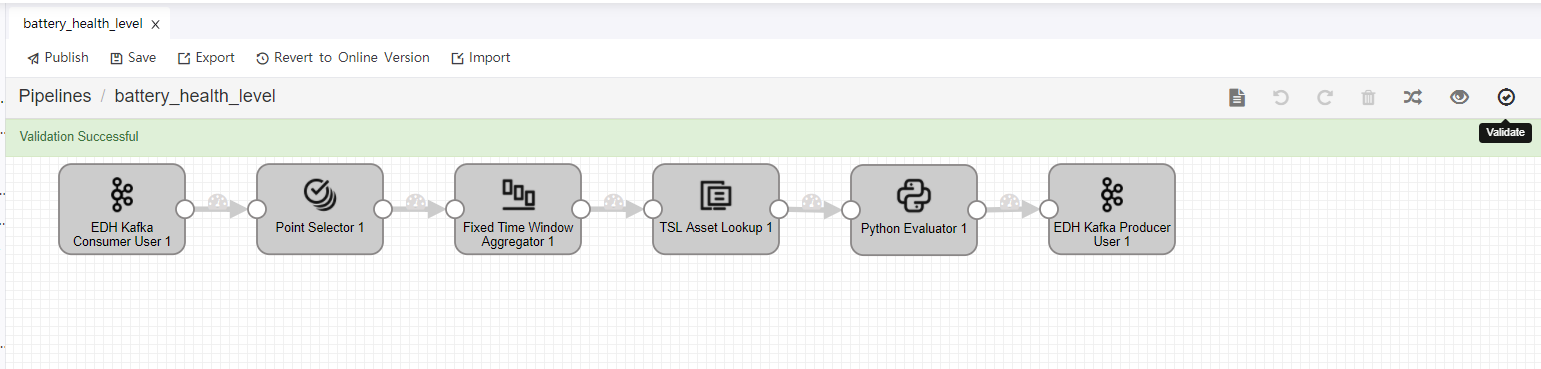 battery_health_level x
Publish Save Export Revert to Online Version Import
Pipelines / battery_health_level
Validation Successful
Validate
EDH Kafka
Consumer User 1
Point Selector 1
Fixed Time Window
Aggregator 1
TSL Asset Lookup 1
Python Evaluator 1
EDH Kafka Producer
User 1